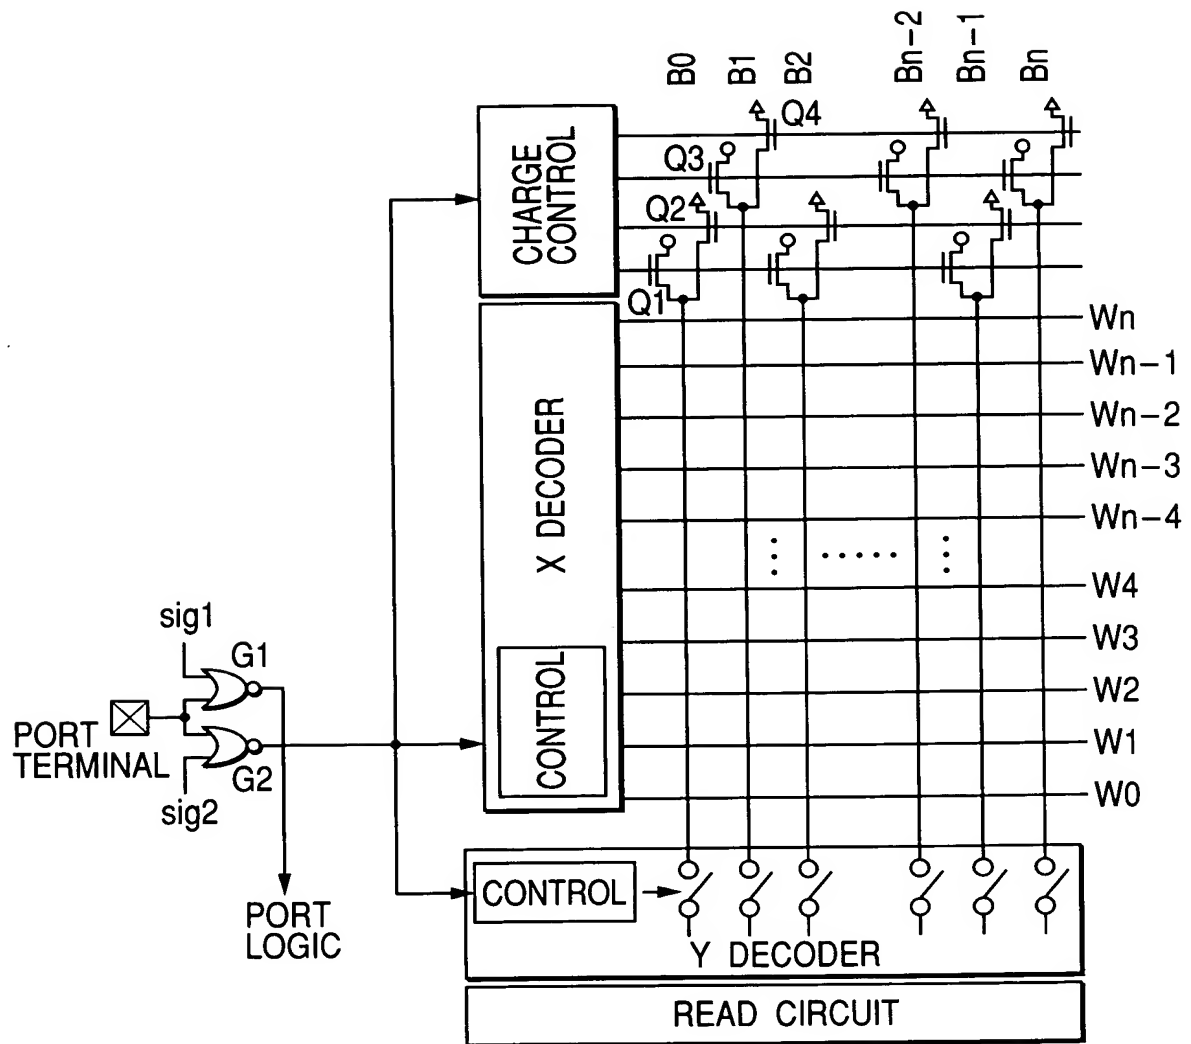 B0
B1
B2
Bn-2
Bn-1
Bn
Q4
Q3
Q2
Q1
CHARGE
CONTROL
X DECODER
CONTROL
Wn
Wn-1
Wn-2
Wn-3
Wn-4
W4
W3
W2
W1
W0
sig1
G1
PORT
TERMINAL
G2
sig2
PORT
LOGIC
CONTROL
Y DECODER
READ CIRCUIT